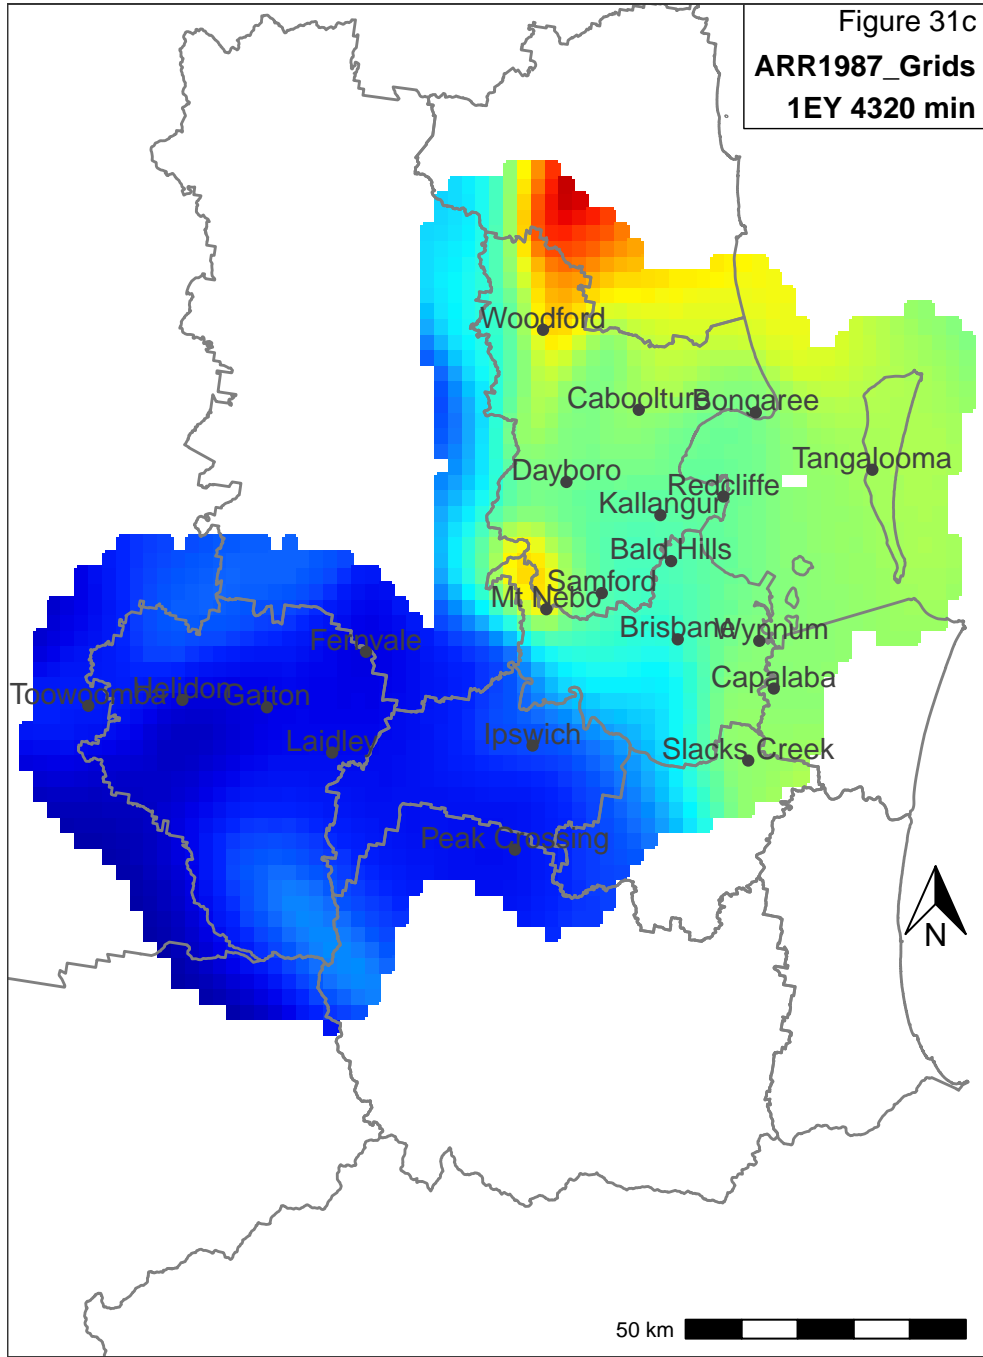 Figure 31c
ARR1987_Grids
1EY 4320 min
Woodford
Caboolture
Bongaree
Tangalooma
Dayboro
Redcliffe
Kallangur
Bald Hills
Samford
Mt Nebo
Brisbane
Wynnum
Fernvale
Capalaba
Toowoomba
Helidon
Gatton
Laidley
Ipswich
Slacks Creek
Peak Crossing
N
50 km